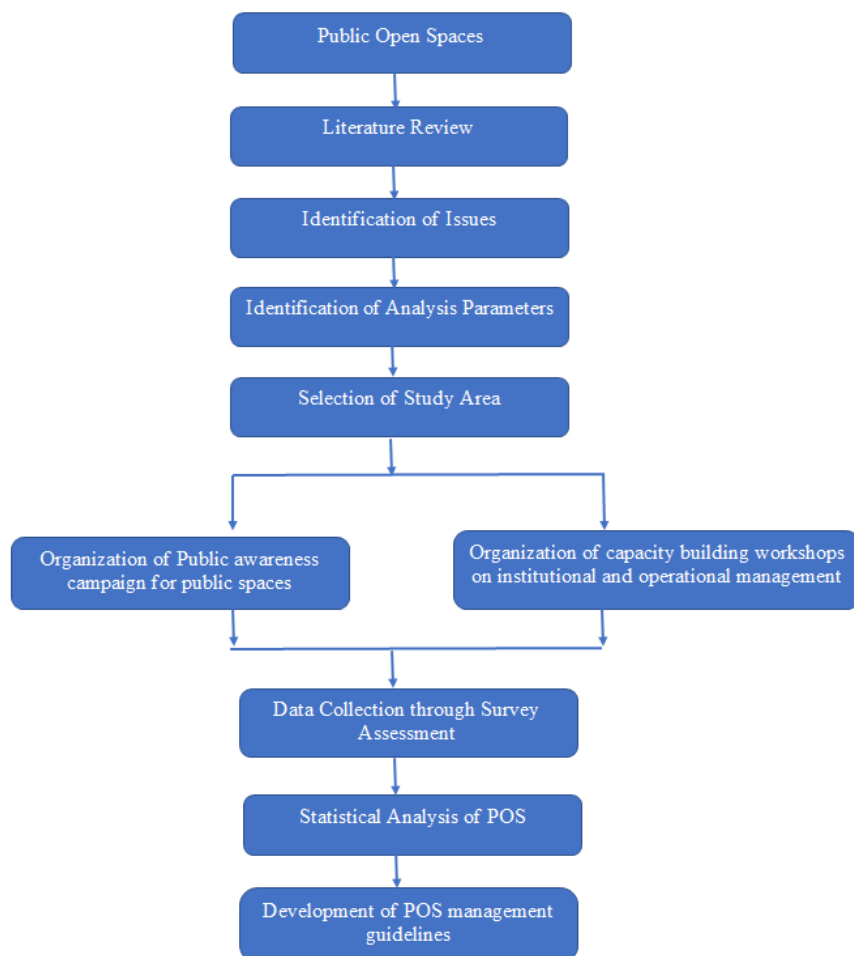 Public Open Spaces
Literature Review
Identification of Issues
Identification of Analysis Parameters
Selection of Study Area
Organization of Public awareness
campaign for public spaces
Organization of capacity building workshops
on institutional and operational management
Data Collection through Survey
Assessment
Statistical Analysis of POS
Development of POS management
guidelines